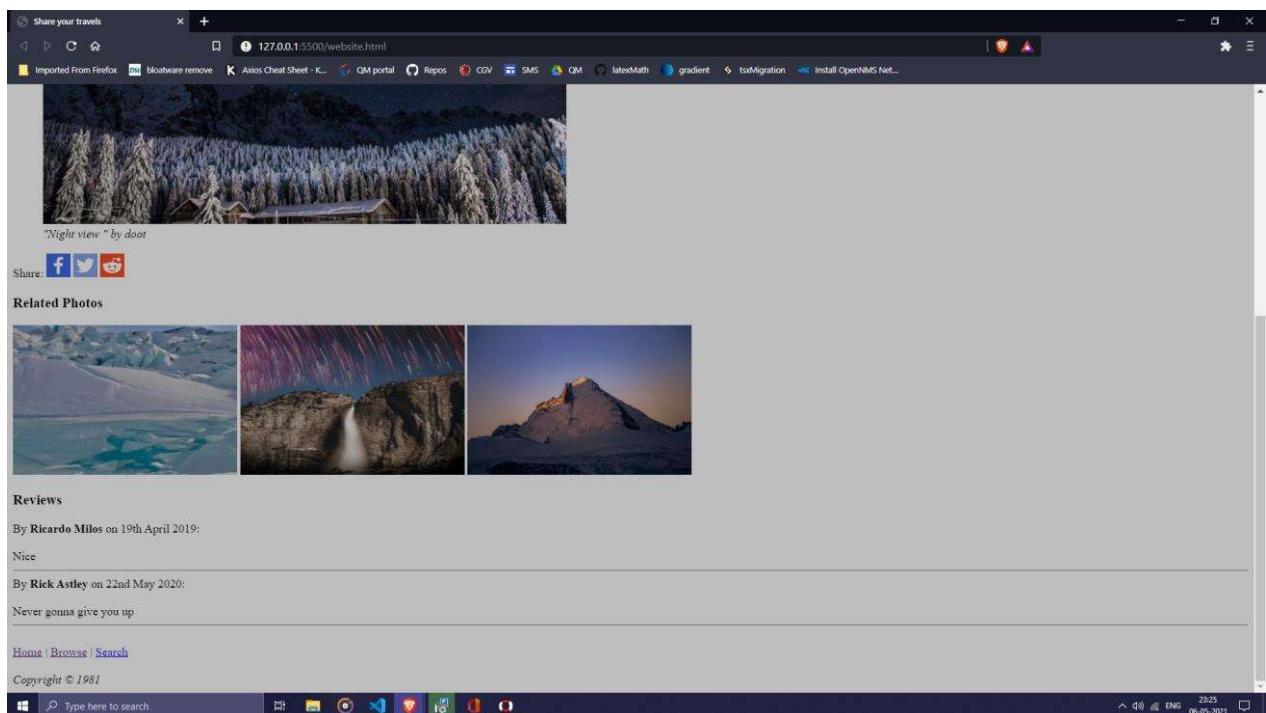 Share your travels
127.0.0.1:5500/website.html
Imported From Firefox bloatware remove Axios Cheat Sheet - K... QM portal Repos CGV SMS QM latexMath gradient tsxMigration Install OpenNMS Net...
"Night view " by doot
Share:
Related Photos
Reviews
By Ricardo Milos on 19th April 2019:
Nice
By Rick Astley on 22nd May 2020:
Never gonna give you up
Home | Browse | Search
Copyright © 1981
Type here to search
ENG
23:25
06-05-2021